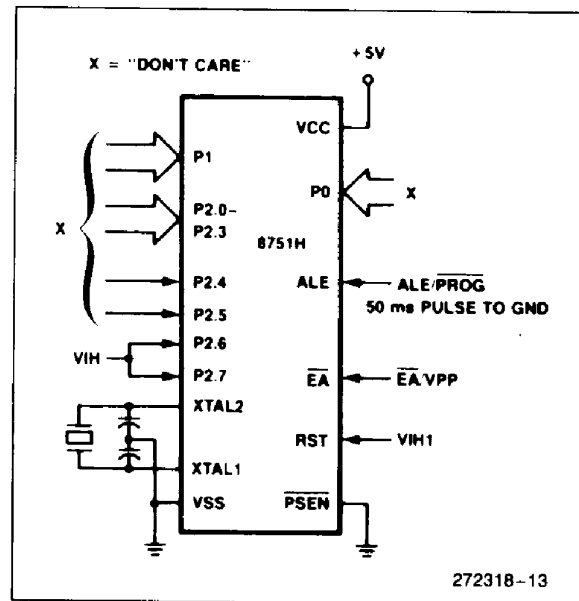 X = "DON'T CARE"
+5V
VCC
P1
P0
X
P2.0–
P2.3
X
8751H
P2.4
ALE
ALE/PROG
50 ms PULSE TO GND
P2.5
P2.6
VIH
P2.7
EA
EA/VPP
XTAL2
RST
VIH1
XTAL1
VSS
PSEN
272318–13